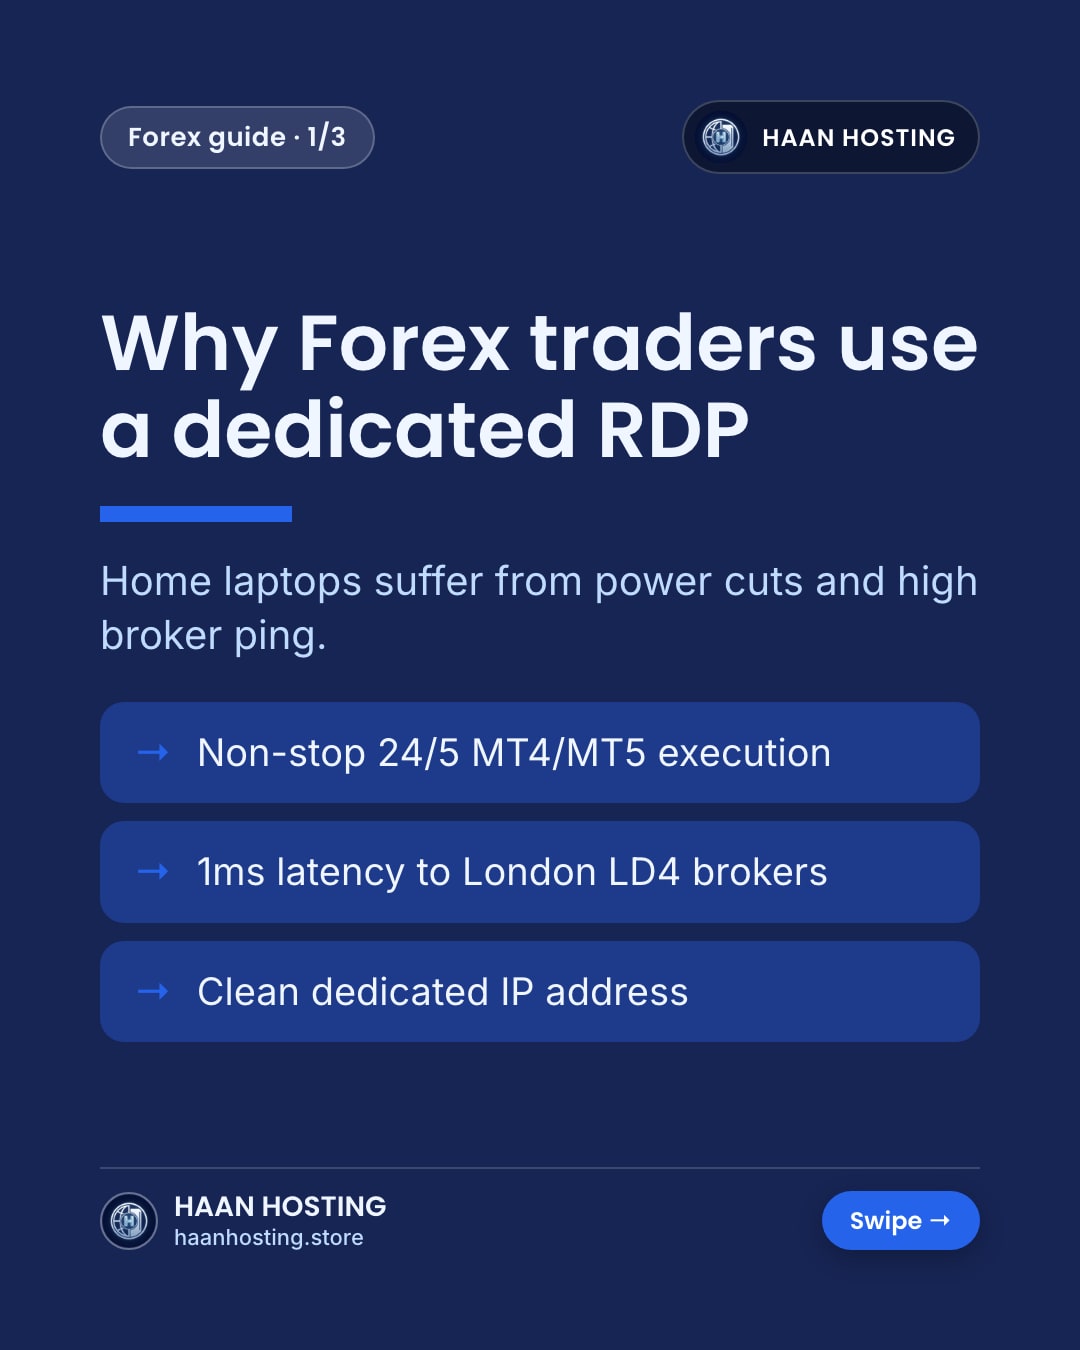 Forex guide · 1/3
HAAN HOSTING
Why Forex traders use
a dedicated RDP
Home laptops suffer from power cuts and high
broker ping.
→ Non-stop 24/5 MT4/MT5 execution
→ 1ms latency to London LD4 brokers
→ Clean dedicated IP address
HAAN HOSTING
haanhosting.store
Swipe →